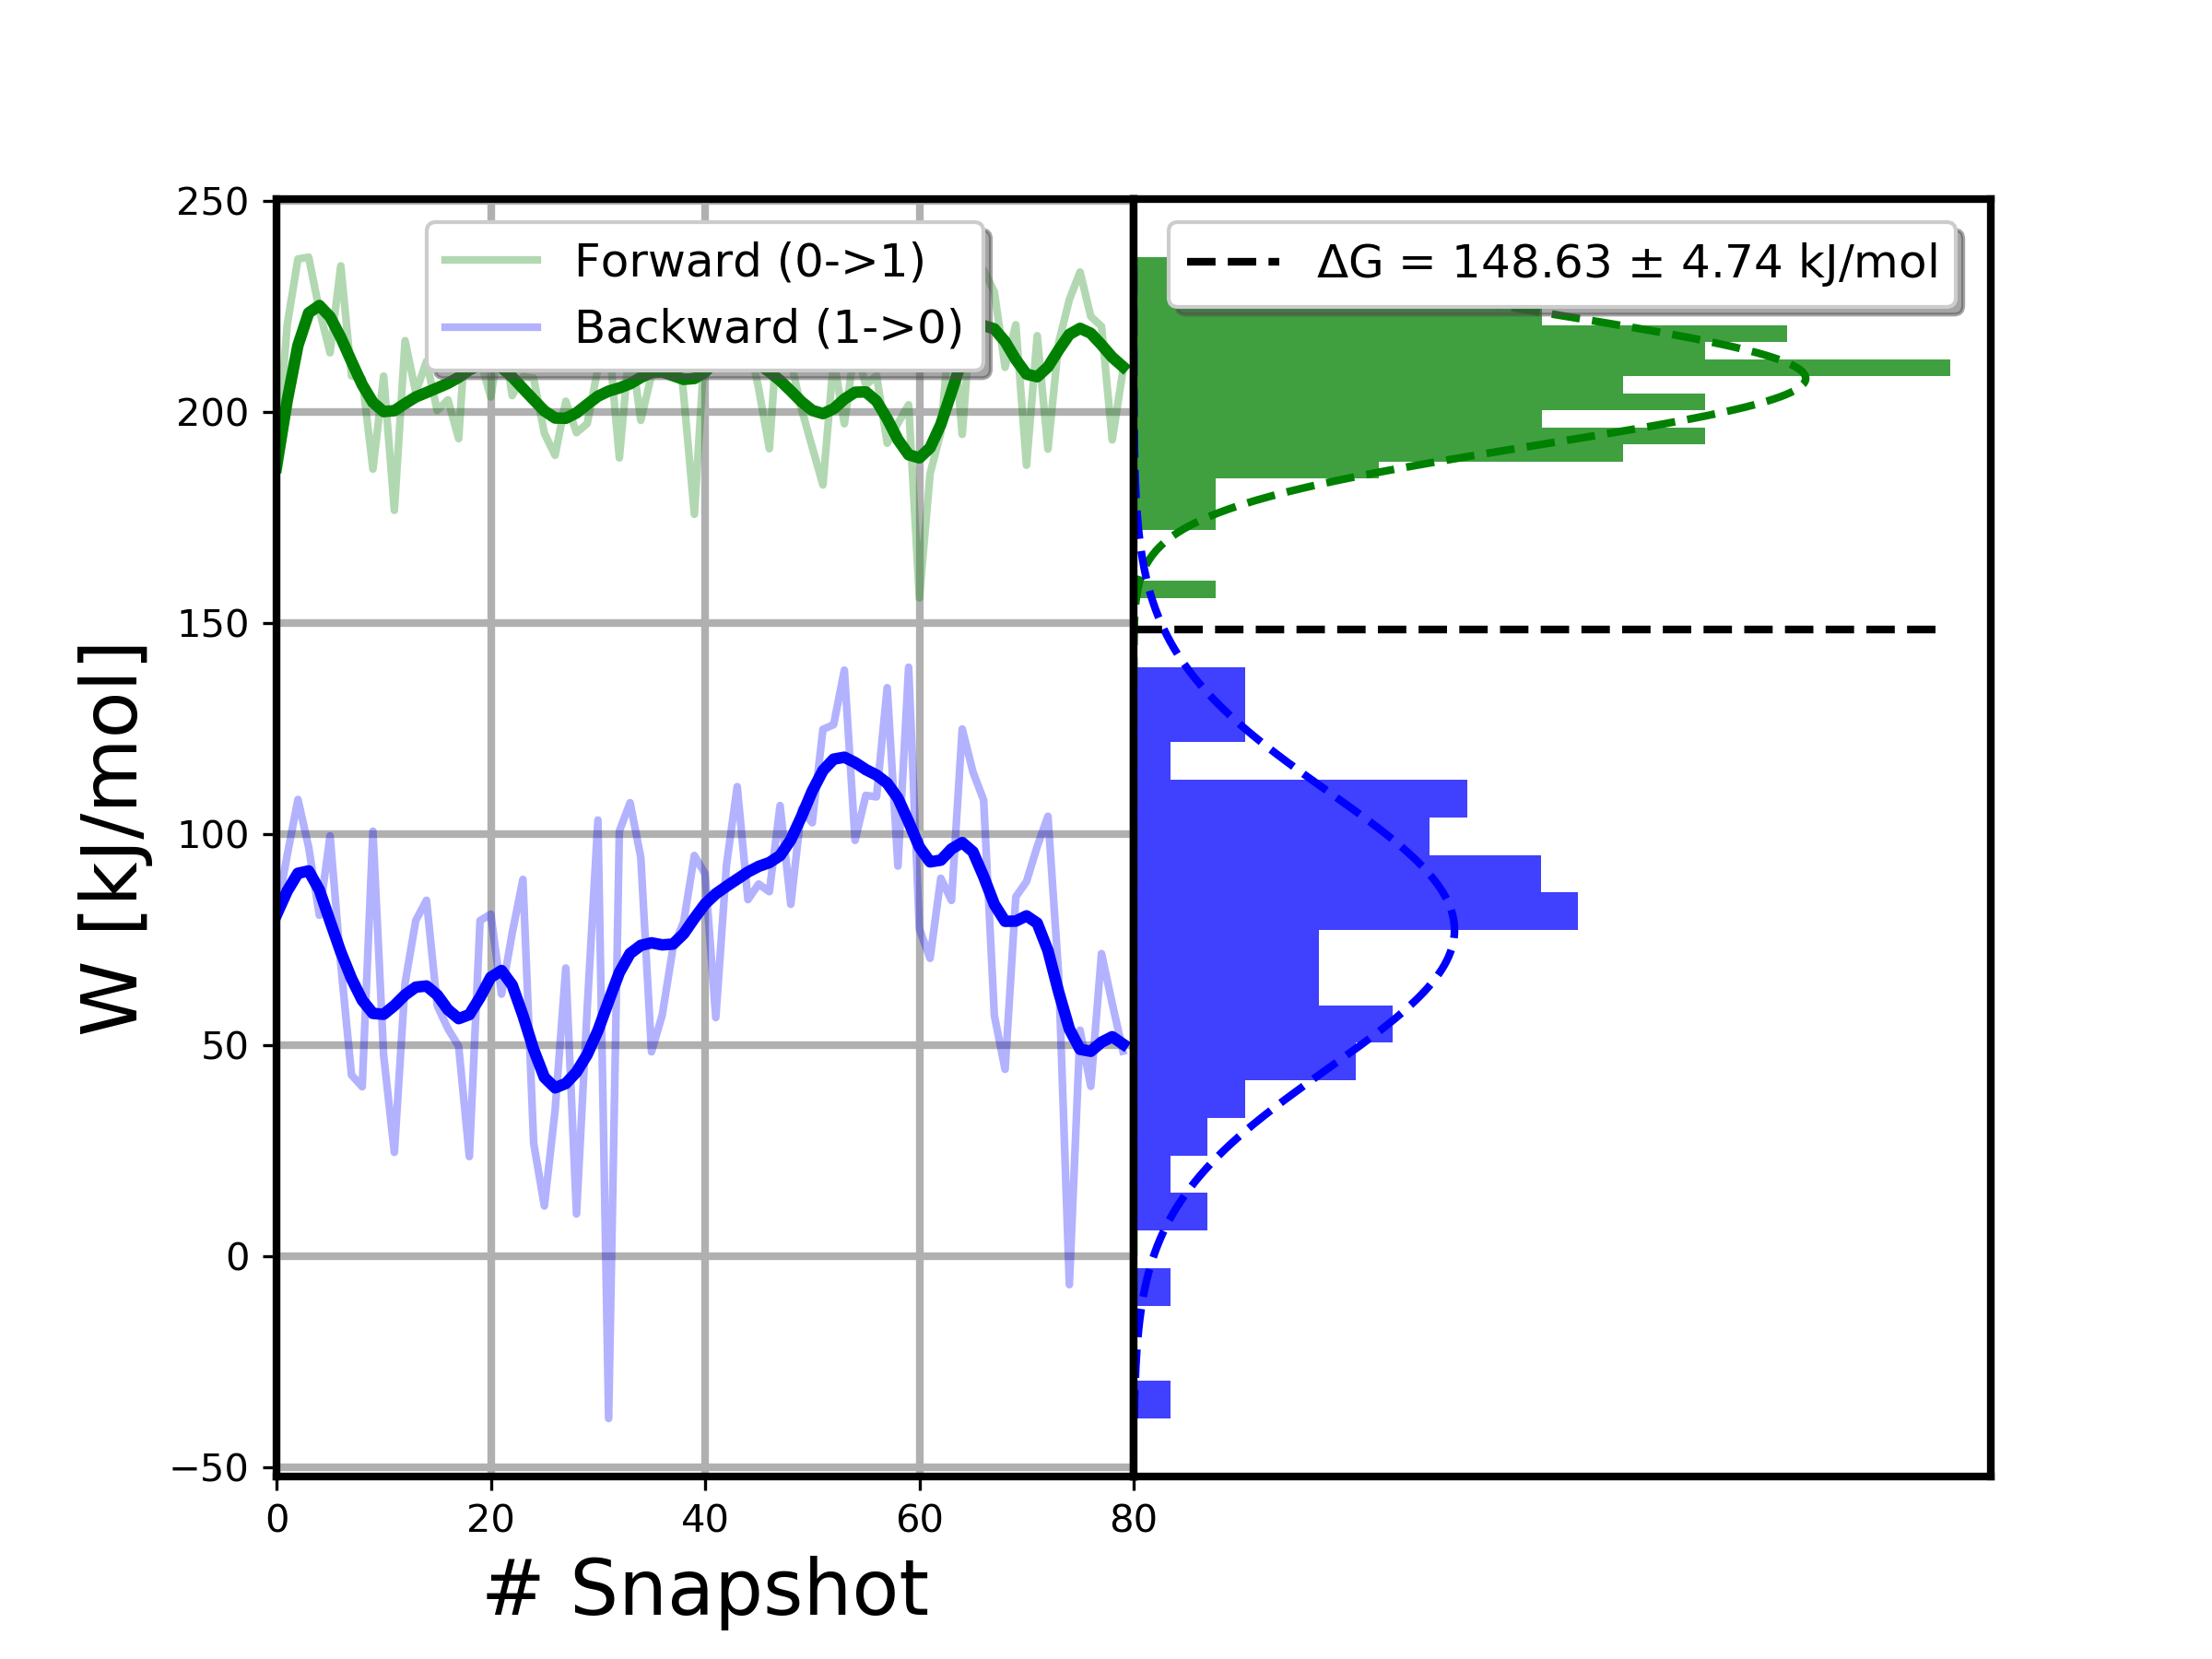 250
200
150
100
50
0
−50
W [kJ/mol]
Forward (0->1)
Backward (1->0)
ΔG = 148.63 ± 4.74 kJ/mol
0 20 40 60 80
# Snapshot